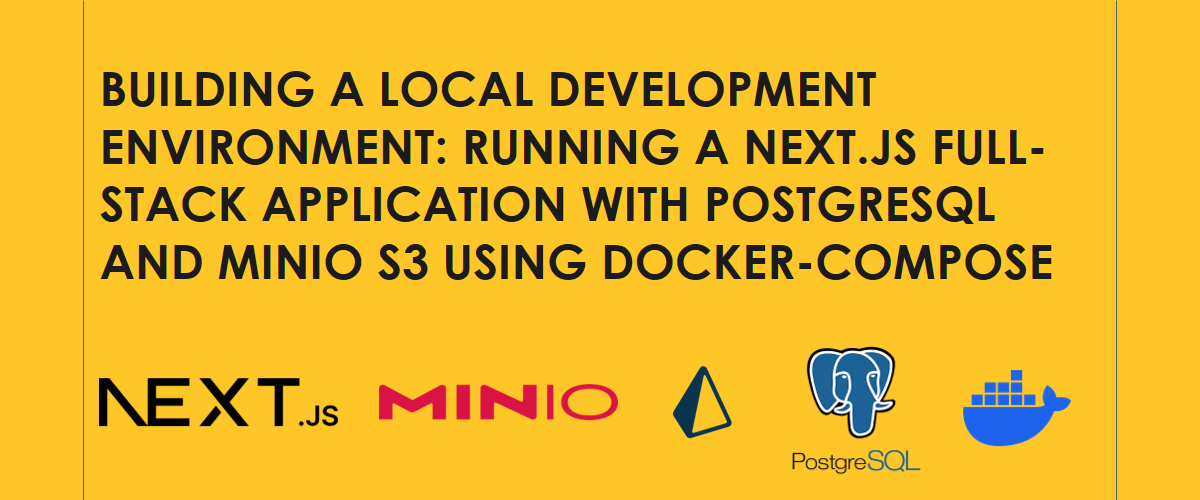 BUILDING A LOCAL DEVELOPMENT
ENVIRONMENT: RUNNING A NEXT.JS FULL-
STACK APPLICATION WITH POSTGRESQL
AND MINIO S3 USING DOCKER-COMPOSE
NEXT.JS
MINIO
PostgreSQL